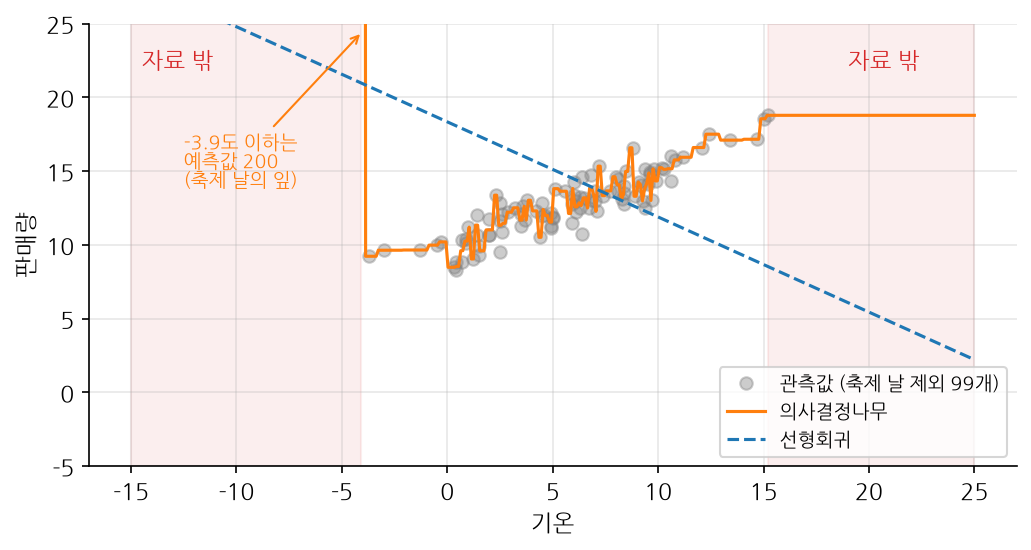 자료 밖
자료 밖
-3.9도 이하는
예측값 200
(축제 날의 잎)
25
20
15
10
5
0
-5
판매량
-15
-10
-5
0
5
10
15
20
25
기온
관측값 (축제 날 제외 99개)
의사결정나무
선형회귀